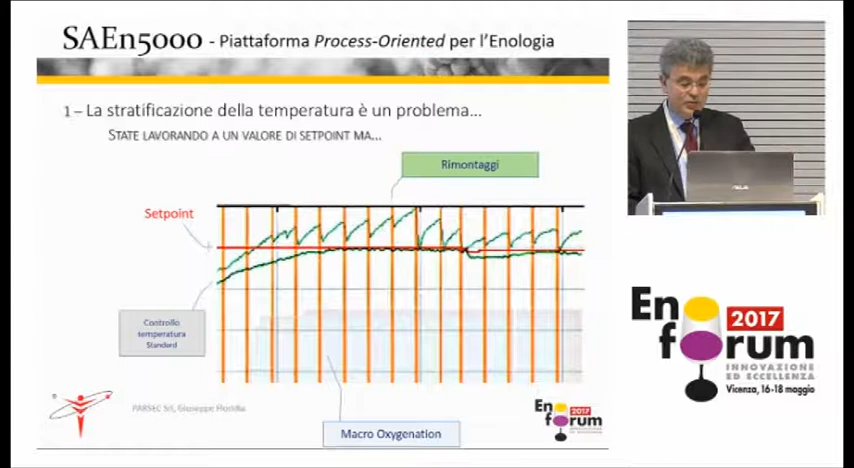 SAEn5000 - Piattaforma Process-Oriented per l'Enologia
1 – La stratificazione della temperatura è un problema...
STATE LAVORANDO A UN VALORE DI SETPOINT MA...
Rimontaggi
Setpoint
Controllo
temperatura
Standard
Macro Oxygenation
PARSEC Srl, Giuseppe Floridia
En
2017
forum
ASUS
En
2017
forum
INNOVAZIONE
ED ECCELLENZA
Vicenza, 16-18 maggio